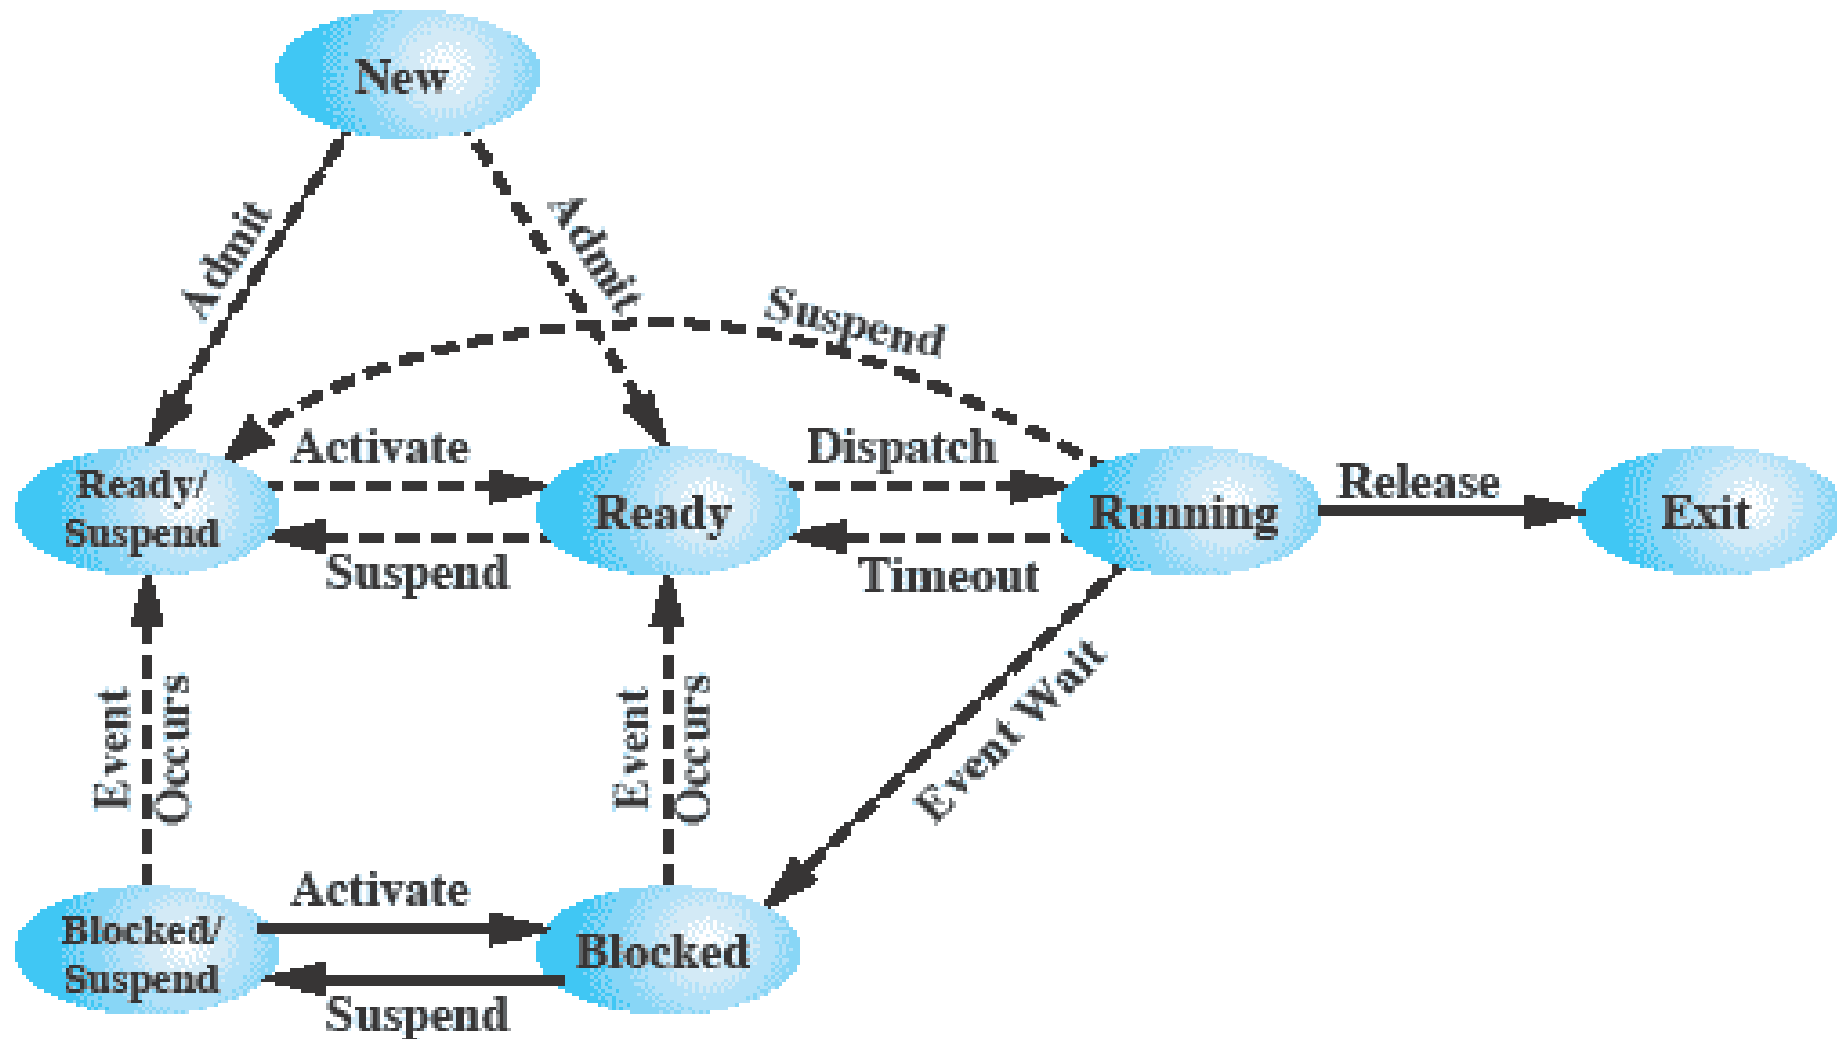 New
Admit
Admit
Suspend
Activate
Dispatch
Ready/
Suspend
Ready
Running
Release
Exit
Suspend
Timeout
Event
Occurs
Event
Occurs
Event Wait
Activate
Blocked/
Suspend
Blocked
Suspend